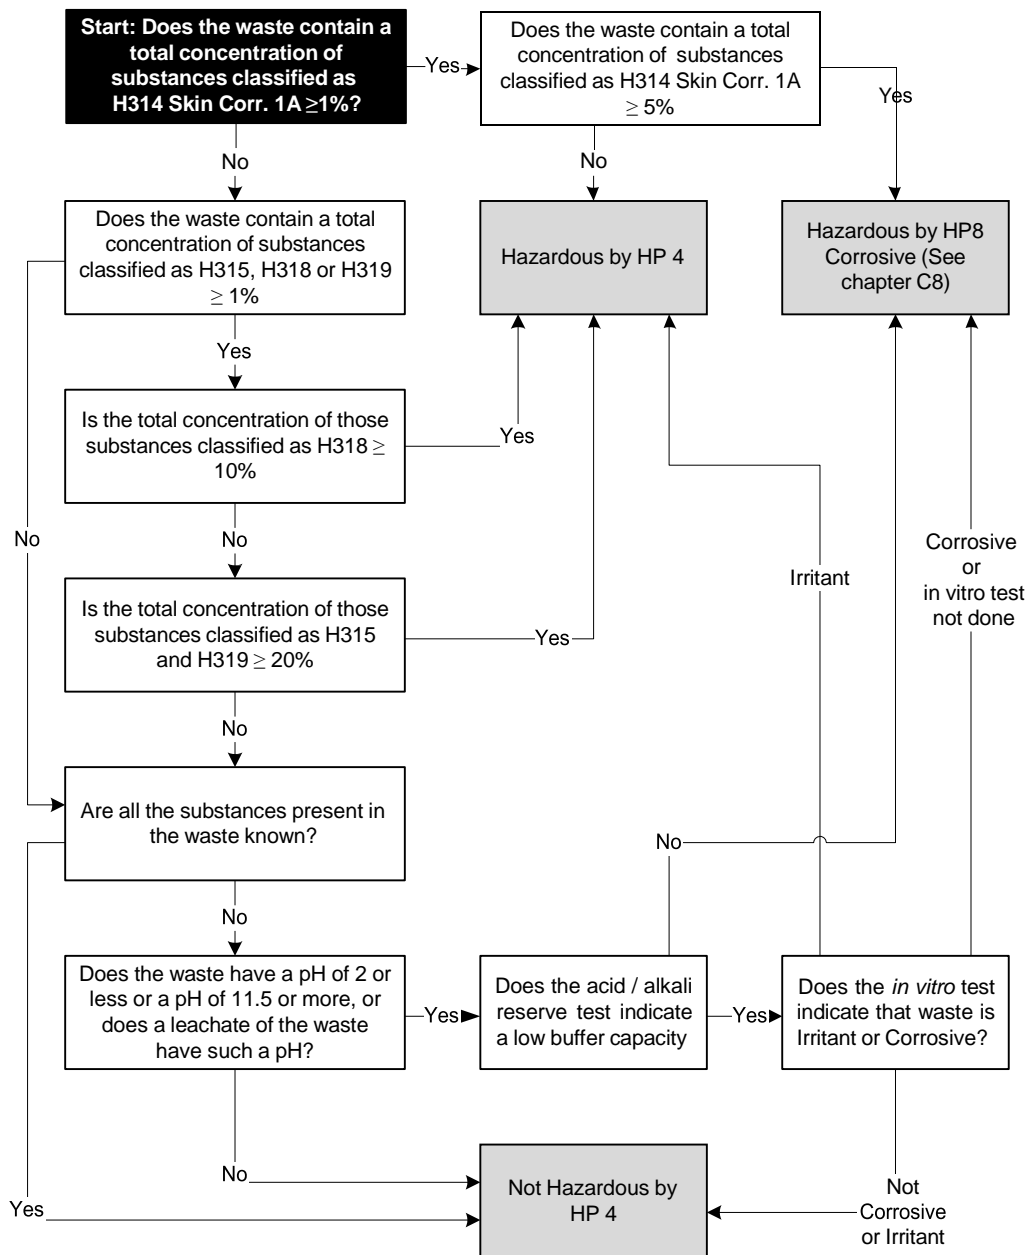 Start: Does the waste contain a
total concentration of
substances classified as
H314 Skin Corr. 1A ≥1%?
Yes
Does the waste contain a total
concentration of substances
classified as H314 Skin Corr. 1A
≥ 5%
Yes
No
No
Does the waste contain a total
concentration of substances
classified as H315, H318 or H319
≥ 1%
Hazardous by HP 4
Hazardous by HP8
Corrosive (See
chapter C8)
Yes
Is the total concentration of those
substances classified as H318 ≥
10%
Yes
No
No
Is the total concentration of those
substances classified as H315
and H319 ≥ 20%
Yes
Irritant
Corrosive
or
in vitro test
not done
No
Are all the substances present in
the waste known?
No
No
Does the waste have a pH of 2 or
less or a pH of 11.5 or more, or
does a leachate of the waste
have such a pH?
Yes
Does the acid / alkali
reserve test indicate
a low buffer capacity
Yes
Does the in vitro test
indicate that waste is
Irritant or Corrosive?
No
Yes
Not Hazardous by
HP 4
Not
Corrosive
or Irritant